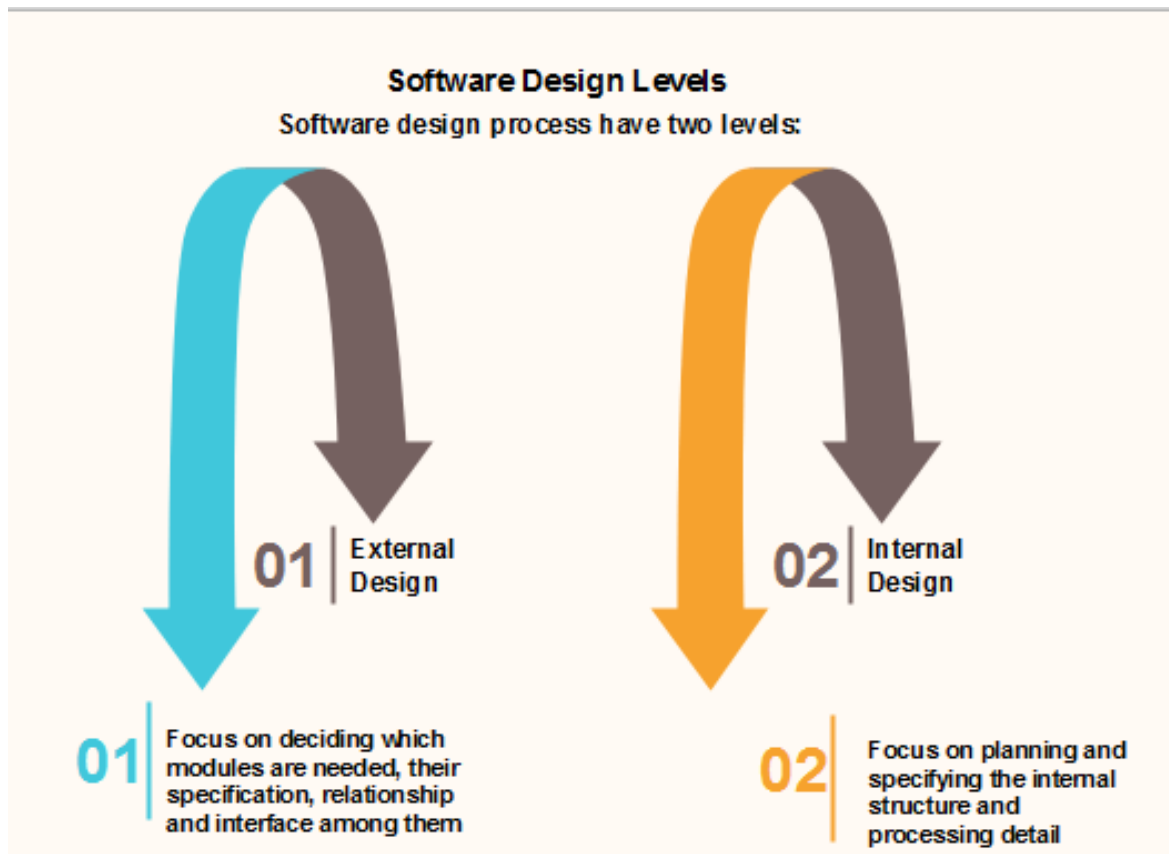 Software Design Levels
Software design process have two levels:
01
External
Design
02
Internal
Design
01
Focus on deciding which
modules are needed, their
specification, relationship
and interface among them
02
Focus on planning and
specifying the internal
structure and
processing detail